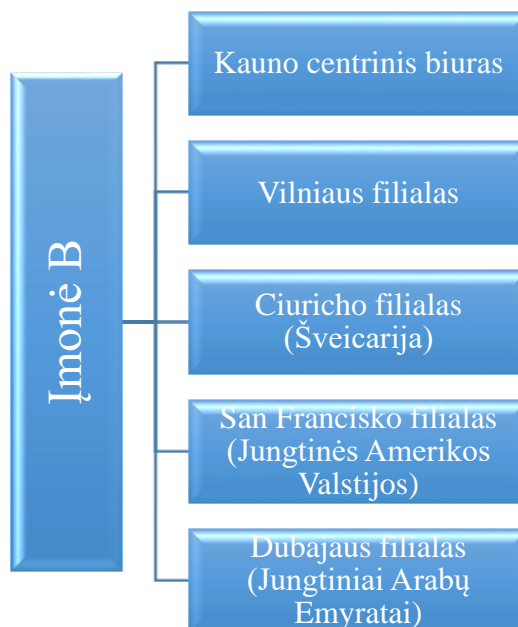 Įmonė B
Kauno centrinis biuras
Vilniaus filialas
Ciuricho filialas
(Šveicarija)
San Francisko filialas
(Jungtinės Amerikos
Valstijos)
Dubajaus filialas
(Jungtiniai Arabų
Emyratai)